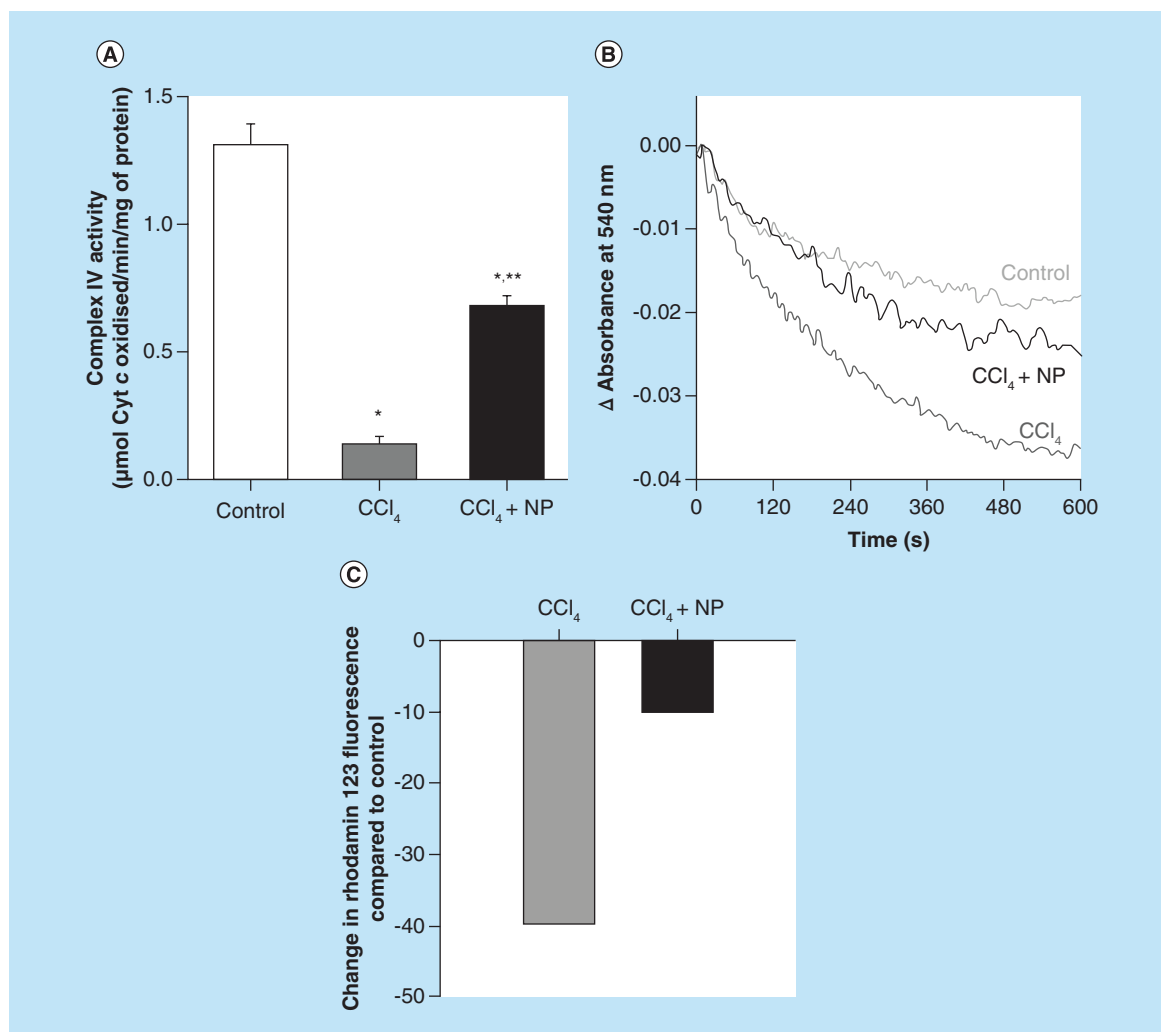 A
Complex IV activity
(µmol Cyt c oxidised/min/mg of protein)
1.5
1.0
0.5
0.0
*
*,**
Control
CCl₄
CCl₄ + NP
B
Δ Absorbance at 540 nm
0.00
-0.01
-0.02
-0.03
-0.04
Control
CCl₄ + NP
CCl₄
0
120
240
360
480
600
Time (s)
C
CCl₄
CCl₄ + NP
Change in rhodamin 123 fluorescence
compared to control
0
-10
-20
-30
-40
-50